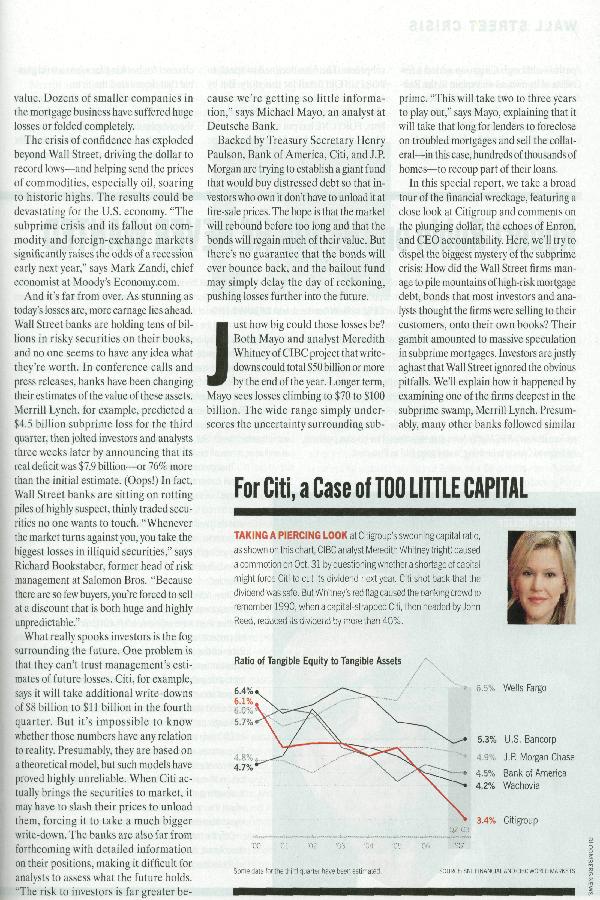 WALL STREET CRISIS
value. Dozens of smaller companies in
the mortgage business have suffered huge
losses or folded completely.
The crisis of confidence has exploded
beyond Wall Street, driving the dollar to
record lows—and helping send the prices
of commodities, especially oil, soaring
to historic highs. The results could be
devastating for the U.S. economy. “The
subprime crisis and its fallout on com-
modity and foreign-exchange markets
significantly raises the odds of a recession
early next year,” says Mark Zandi, chief
economist at Moody’s Economy.com.
And it’s far from over. As stunning as
today’s losses are, more carnage lies ahead.
Wall Street banks are holding tens of bil-
lions in risky securities on their books,
and no one seems to have any idea what
they’re worth. In conference calls and
press releases, banks have been changing
their estimates of the value of these assets.
Merrill Lynch, for example, predicted a
$4.5 billion subprime loss for the third
quarter, then jolted investors and analysts
three weeks later by announcing that its
real deficit was $7.9 billion—or 76% more
than the initial estimate. (Oops!) In fact,
Wall Street banks are sitting on rotting
piles of highly suspect, thinly traded secu-
rities no one wants to touch. “Whenever
the market turns against you, you take the
biggest losses in illiquid securities,” says
Richard Bookstaber, former head of risk
management at Salomon Bros. “Because
there are so few buyers, you’re forced to sell
at a discount that is both huge and highly
unpredictable.”
What really spooks investors is the fog
surrounding the future. One problem is
that they can’t trust management’s esti-
mates of future losses. Citi, for example,
says it will take additional write-downs
of $8 billion to $11 billion in the fourth
quarter. But it’s impossible to know
whether those numbers have any relation
to reality. Presumably, they are based on
a theoretical model, but such models have
proved highly unreliable. When Citi ac-
tually brings the securities to market, it
may have to slash their prices to unload
them, forcing it to take a much bigger
write-down. The banks are also far from
forthcoming with detailed information
on their positions, making it difficult for
analysts to assess what the future holds.
“The risk to investors is far greater be-
cause we’re getting so little informa-
tion,” says Michael Mayo, an analyst at
Deutsche Bank.
Backed by Treasury Secretary Henry
Paulson, Bank of America, Citi, and J.P.
Morgan are trying to establish a giant fund
that would buy distressed debt so that in-
vestors who own it don’t have to unload it at
fire-sale prices. The hope is that the market
will rebound before too long and that the
bonds will regain much of their value. But
there’s no guarantee that the bonds will
ever bounce back, and the bailout fund
may simply delay the day of reckoning,
pushing losses further into the future.
Just how big could those losses be?
Both Mayo and analyst Meredith
Whitney of CIBC project that write-
downs could total $50 billion or more
by the end of the year. Longer term,
Mayo sees losses climbing to $70 to $100
billion. The wide range simply under-
scores the uncertainty surrounding sub-
prime. “This will take two to three years
to play out,” says Mayo, explaining that it
will take that long for lenders to foreclose
on troubled mortgages and sell the collat-
eral—in this case, hundreds of thousands of
homes—to recoup part of their loans.
In this special report, we take a broad
tour of the financial wreckage, featuring a
close look at Citigroup and comments on
the plunging dollar, the echoes of Enron,
and CEO accountability. Here, we’ll try to
dispel the biggest mystery of the subprime
crisis: How did the Wall Street firms man-
age to pile mountains of high-risk mortgage
debt, bonds that most investors and ana-
lysts thought the firms were selling to their
customers, onto their own books? Their
gambit amounted to massive speculation
in subprime mortgages. Investors are justly
aghast that Wall Street ignored the obvious
pitfalls. We’ll explain how it happened by
examining one of the firms deepest in the
subprime swamp, Merrill Lynch. Presum-
ably, many other banks followed similar
For Citi, a Case of TOO LITTLE CAPITAL
TAKING A PIERCING LOOK at Citigroup’s swooning capital ratio,
as shown on this chart, CIBC analyst Meredith Whitney (right) caused
a commotion on Oct. 31 by questioning whether a shortage of capital
might force Citi to cut its dividend next year. Citi shot back that the
dividend was safe. But Whitney’s red flag caused the banking crowd to
remember 1990, when a capital-strapped Citi, then headed by John
Reed, reduced its dividend by more than 40%.
Ratio of Tangible Equity to Tangible Assets
6.4%
6.1%
6.0%
5.7%
4.8%
4.7%
6.5% Wells Fargo
5.3% U.S. Bancorp
4.9% J.P. Morgan Chase
4.5% Bank of America
4.2% Wachovia
3.4% Citigroup
'07 Q3
'00 '01 '02 '03 '04 '05 '06 '07
Some data for the third quarter have been estimated.
SOURCE: SNL FINANCIAL AND CIBC WORLD MARKETS
BLOOMBERG NEWS